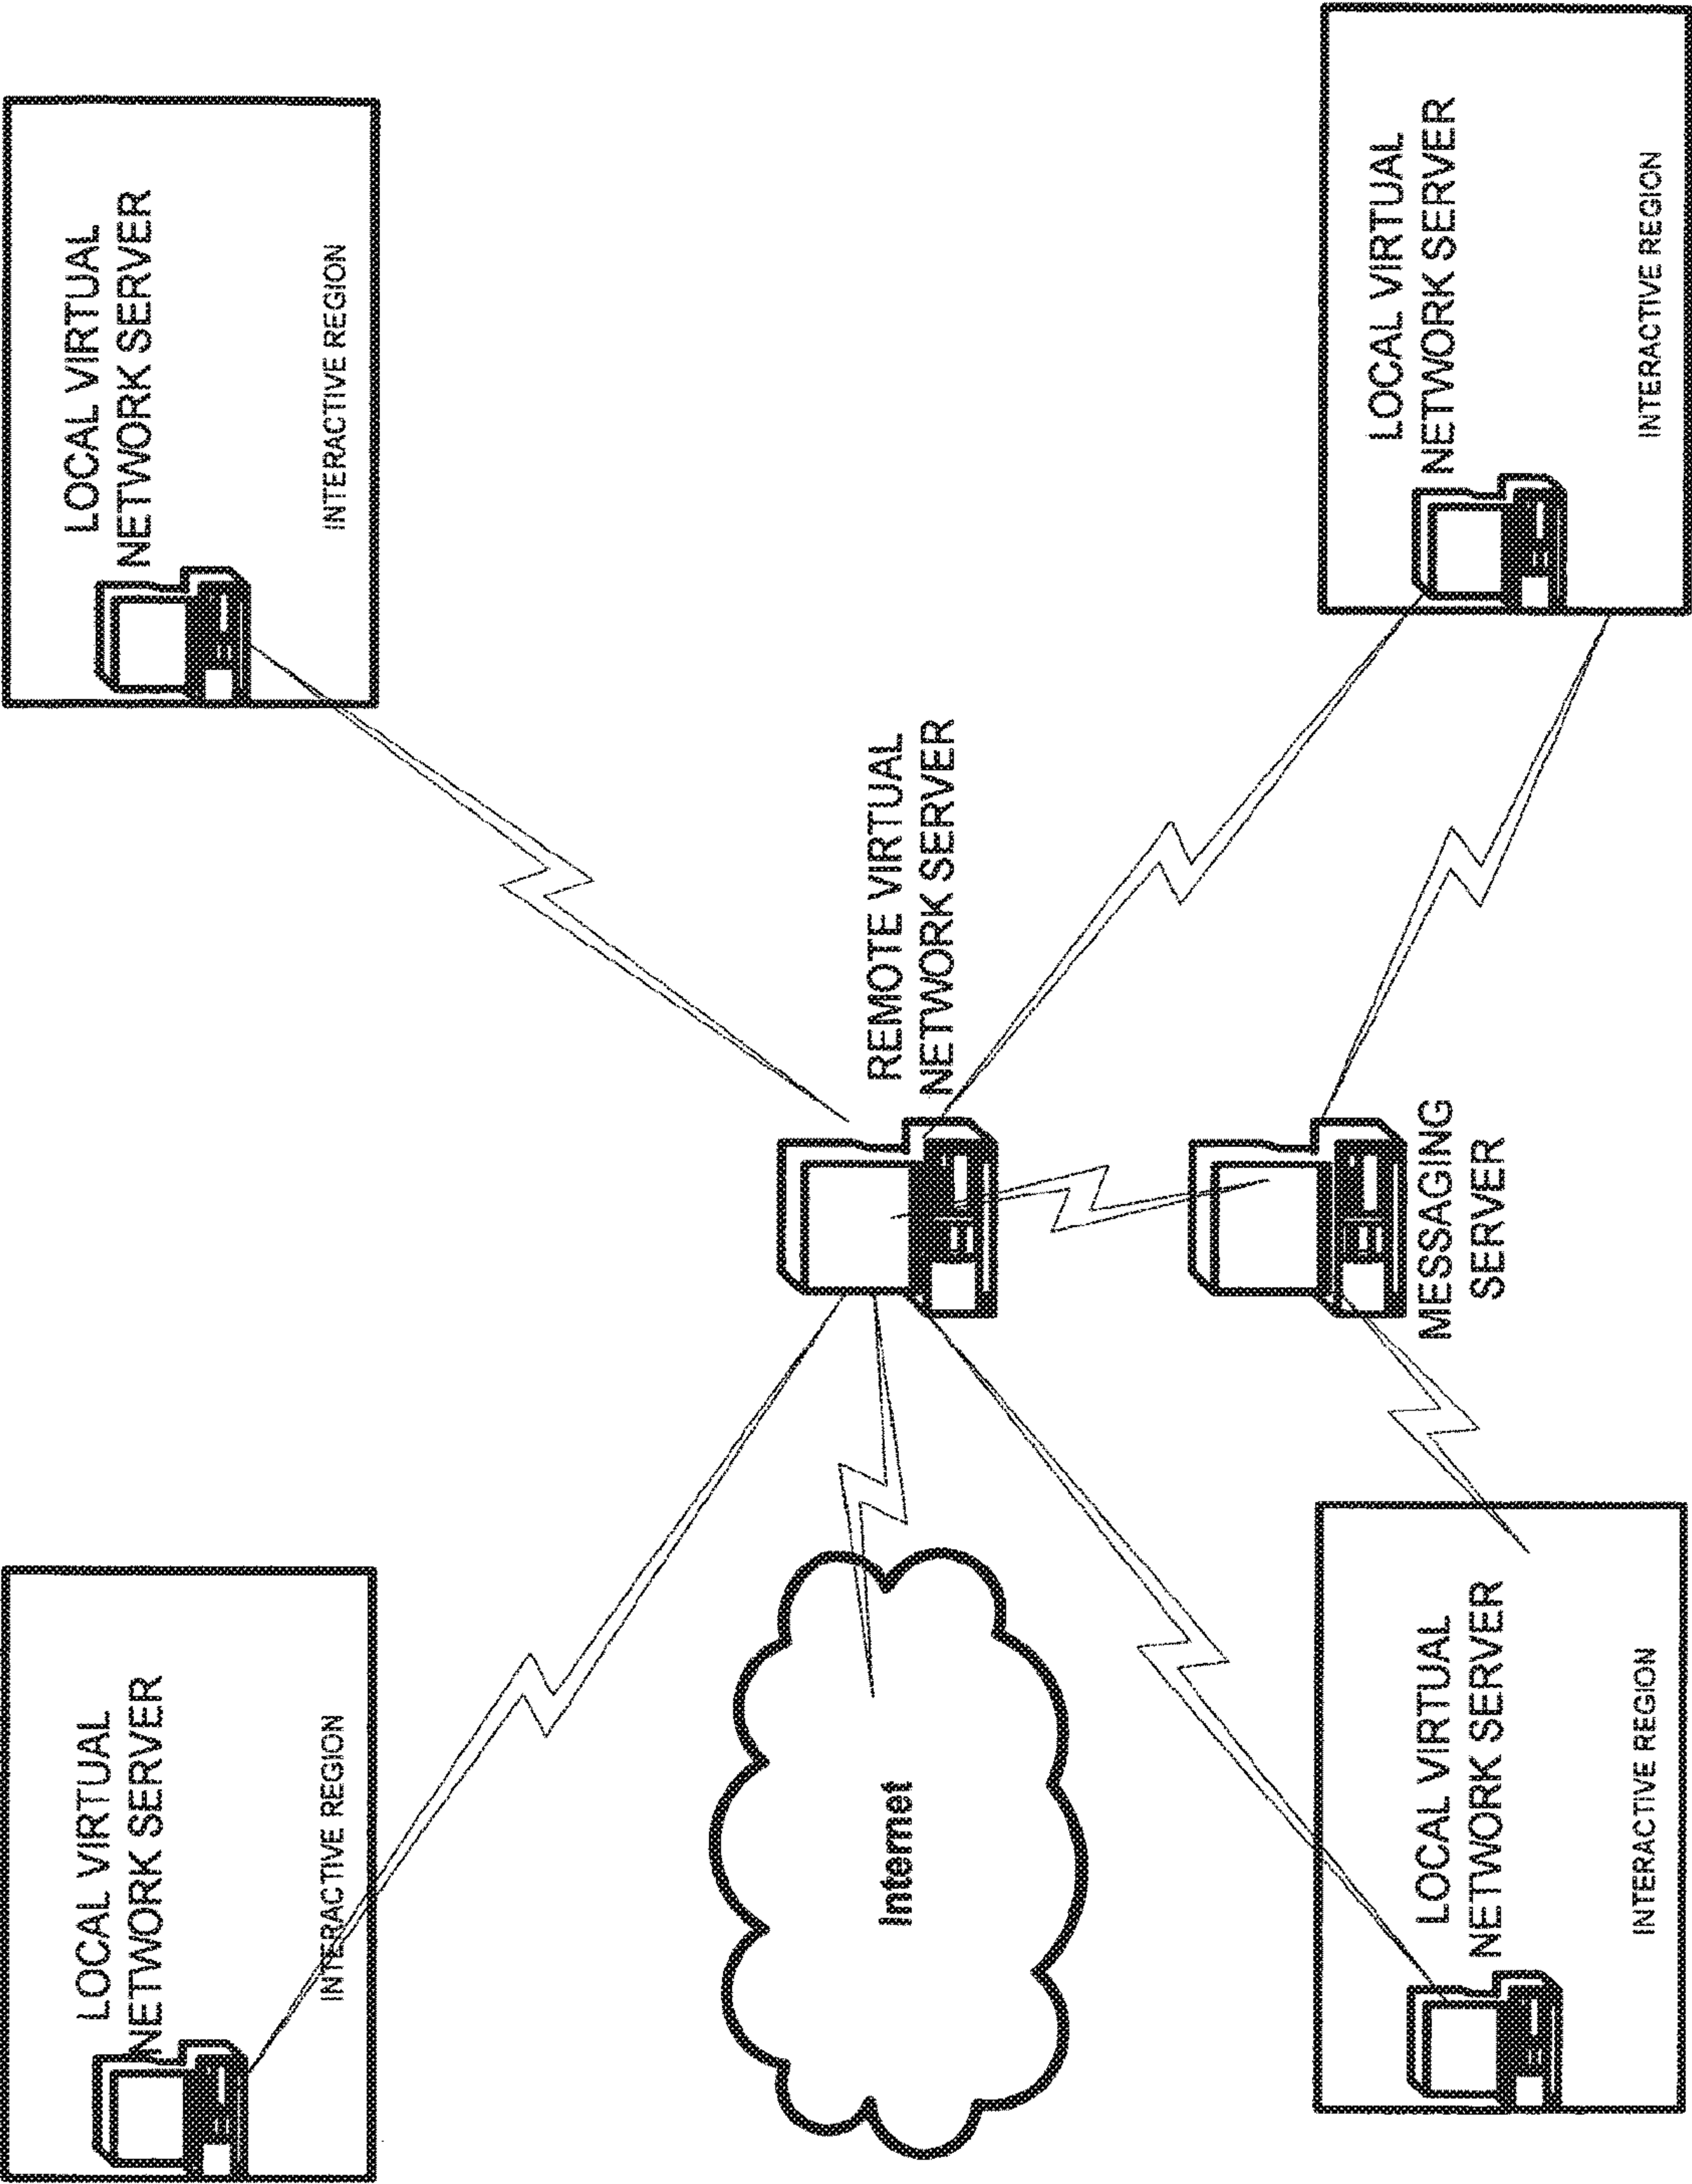 LOCAL VIRTUAL
NETWORK SERVER
INTERACTIVE REGION
LOCAL VIRTUAL
NETWORK SERVER
INTERACTIVE REGION
Internet
REMOTE VIRTUAL
NETWORK SERVER
LOCAL VIRTUAL
NETWORK SERVER
INTERACTIVE REGION
MESSAGING
SERVER
LOCAL VIRTUAL
NETWORK SERVER
INTERACTIVE REGION